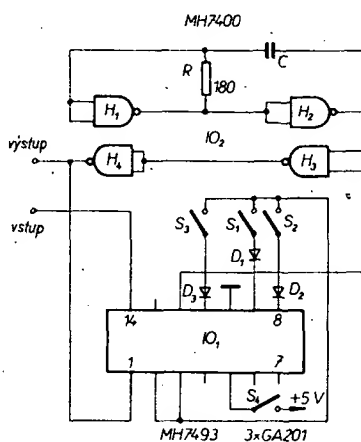 MH7400
R
180
C
H1
H2
IO2
výstup
H4
H3
vstup
S3
S1
S2
D1
D3
D2
14
8
IO1
1
7
S4
+5 V
MH7493
3×GA201